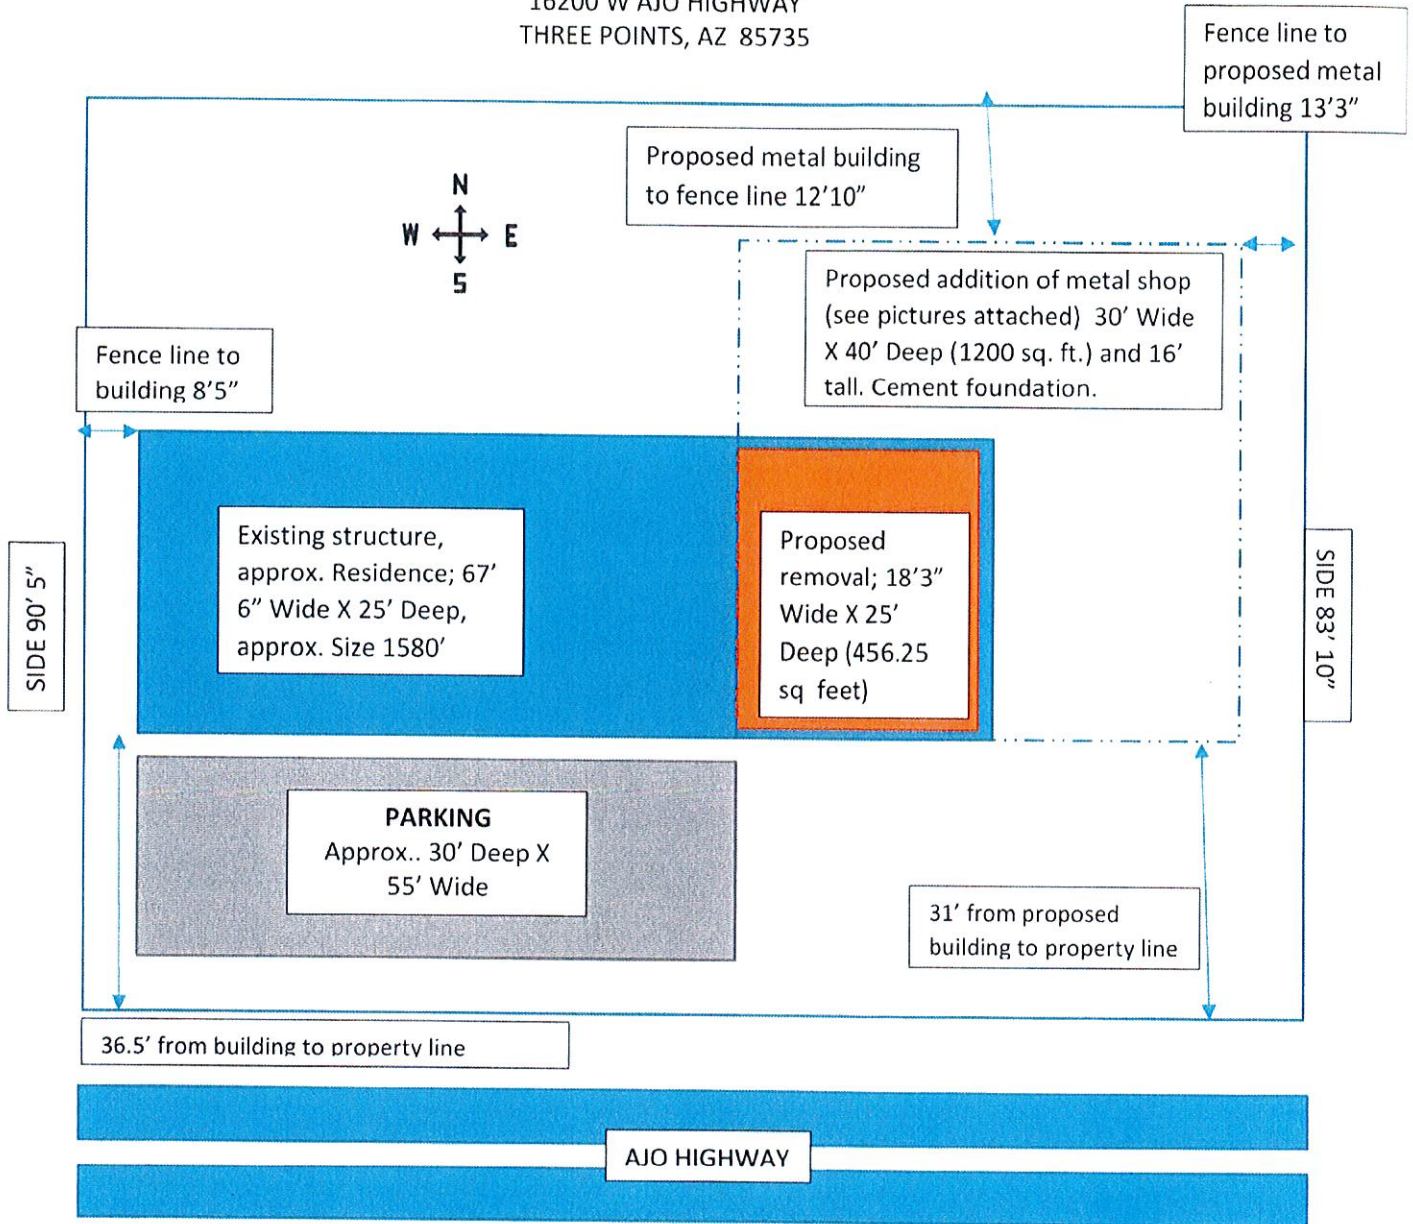 16200 W AJO HIGHWAY
THREE POINTS, AZ 85735
Fence line to
proposed metal
building 13'3"
Proposed metal building
to fence line 12'10"
N
W
E
S
Proposed addition of metal shop
(see pictures attached) 30' Wide
X 40' Deep (1200 sq. ft.) and 16'
tall. Cement foundation.
Fence line to
building 8'5"
Existing structure,
approx. Residence; 67'
6" Wide X 25' Deep,
approx. Size 1580'
Proposed
removal; 18'3"
Wide X 25'
Deep (456.25
sq feet)
SIDE 90' 5"
SIDE 83' 10"
PARKING
Approx.. 30' Deep X
55' Wide
31' from proposed
building to property line
36.5' from building to property line
AJO HIGHWAY